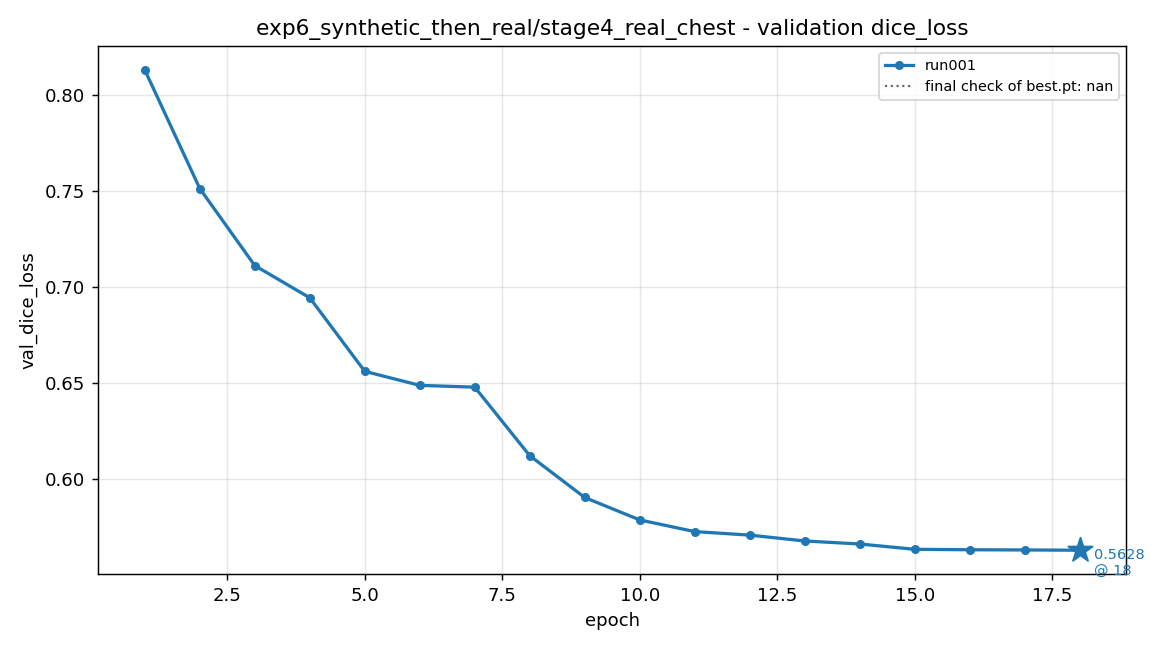 exp6_synthetic_then_real/stage4_real_chest - validation dice_loss
run001
final check of best.pt: nan
0.80
0.75
0.70
0.65
0.60
val_dice_loss
0.5628
@ 18
2.5 5.0 7.5 10.0 12.5 15.0 17.5
epoch